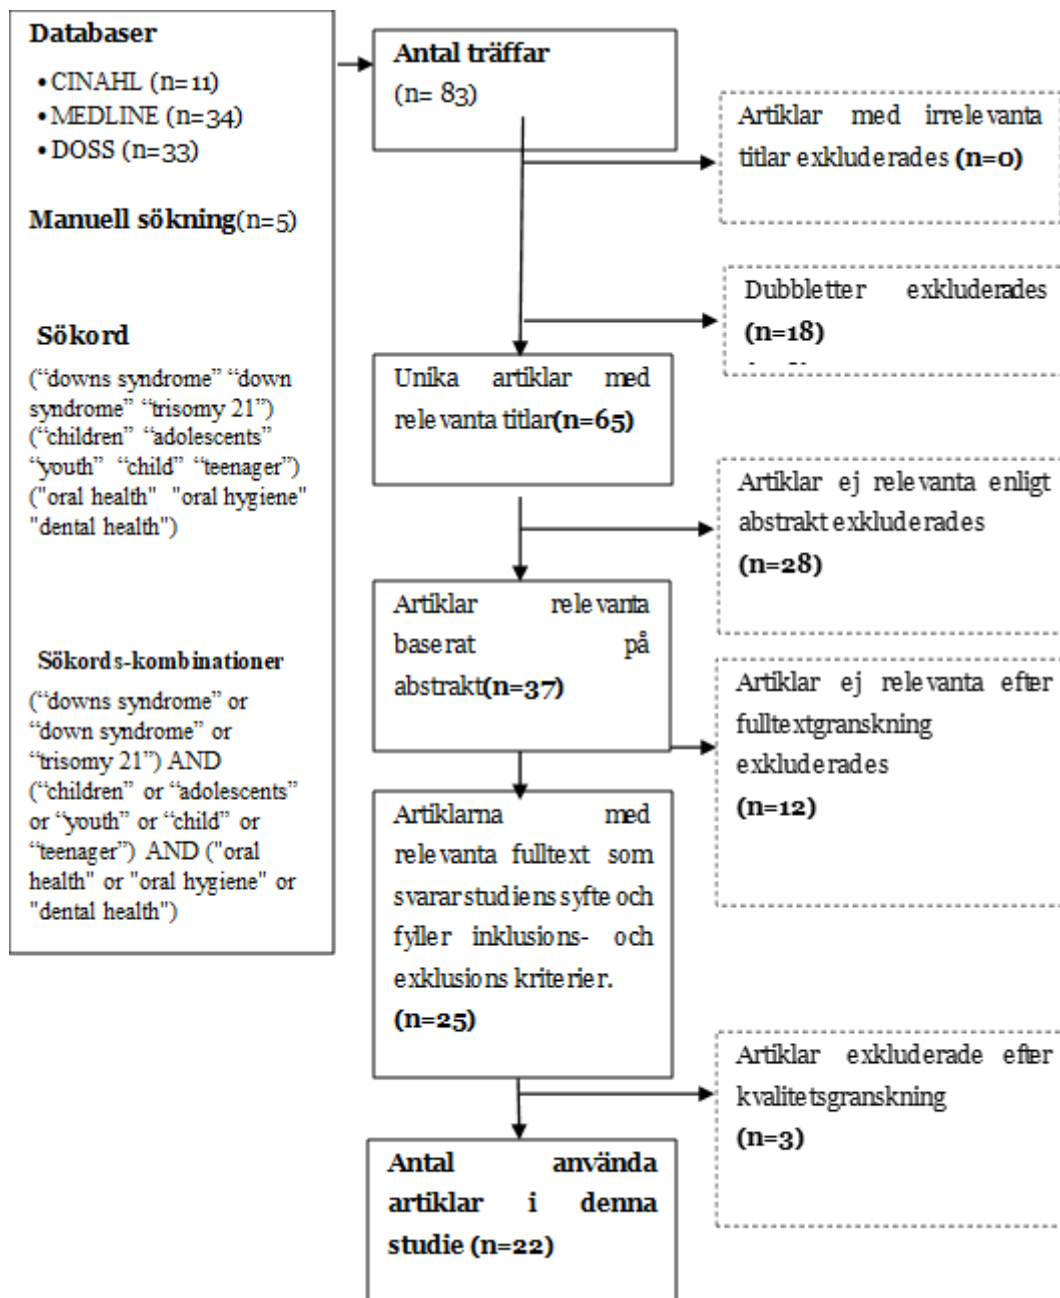 Databaser
• CINAHL (n=11)
• MEDLINE (n=34)
• DOSS (n=33)
Manuell sökning(n=5)
Sökord
(“downs syndrome” “down
syndrome” “trisomy 21”)
(“children” “adolescents”
“youth” “child” “teenager”)
("oral health" "oral hygiene"
"dental health")
Sökords-kombinationer
(“downs syndrome” or
“down syndrome” or
“trisomy 21”) AND
(“children” or “adolescents”
or “youth” or “child” or
“teenager”) AND ("oral
health" or "oral hygiene" or
"dental health")
Antal träffar
(n= 83)
Artiklar med irrelevanta
titlar exkluderades (n=0)
Dubbletter exkluderades
(n=18)
Unika artiklar med
relevanta titlar(n=65)
Artiklar ej relevanta enligt
abstrakt exkluderades
(n=28)
Artiklar relevanta
baserat på
abstrakt(n=37)
Artiklar ej relevanta efter
fulltextgranskning
exkluderades
(n=12)
Artiklarna med
relevanta fulltext som
svarar studiens syfte och
fyller inklusions- och
exklusions kriterier.
(n=25)
Artiklar exkluderade efter
kvalitetsgranskning
(n=3)
Antal använda
artiklar i denna
studie (n=22)